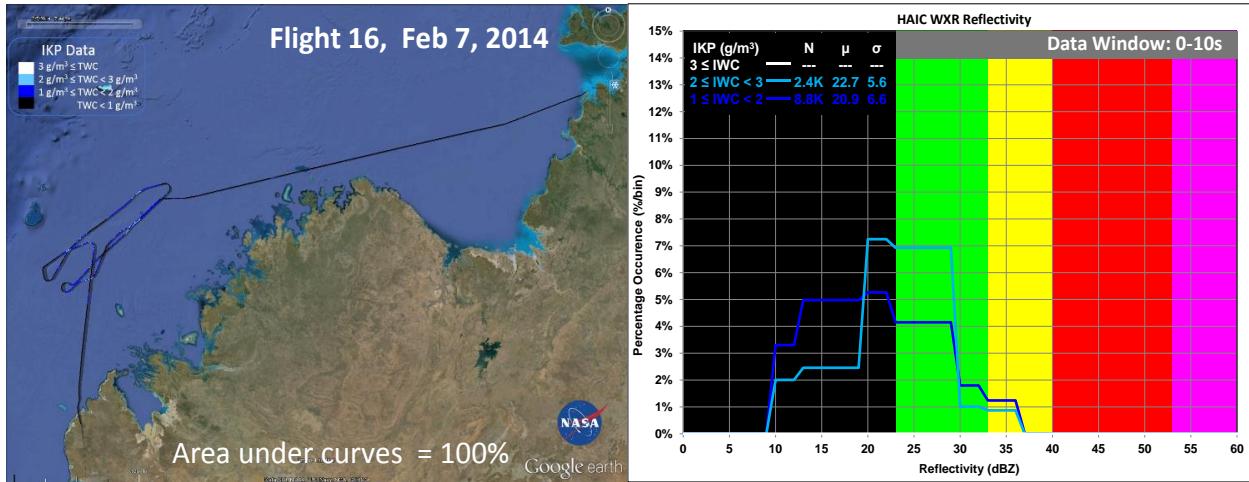 Flight 16, Feb 7, 2014
IKP Data
3 g/m³ ≤ TWC
2 g/m³ ≤ TWC < 3 g/m³
1 g/m³ ≤ TWC < 2 g/m³
TWC < 1 g/m³
NASA
Area under curves = 100%
Google earth
HAIC WXR Reflectivity
Data Window: 0-10s
IKP (g/m³) N µ σ
3 ≤ IWC --- --- ---
2 ≤ IWC < 3 2.4K 22.7 5.6
1 ≤ IWC < 2 8.8K 20.9 6.6
Percentage Occurence (%/bin)
15%
14%
13%
12%
11%
10%
9%
8%
7%
6%
5%
4%
3%
2%
1%
0%
0 5 10 15 20 25 30 35 40 45 50 55 60
Reflectivity (dBZ)